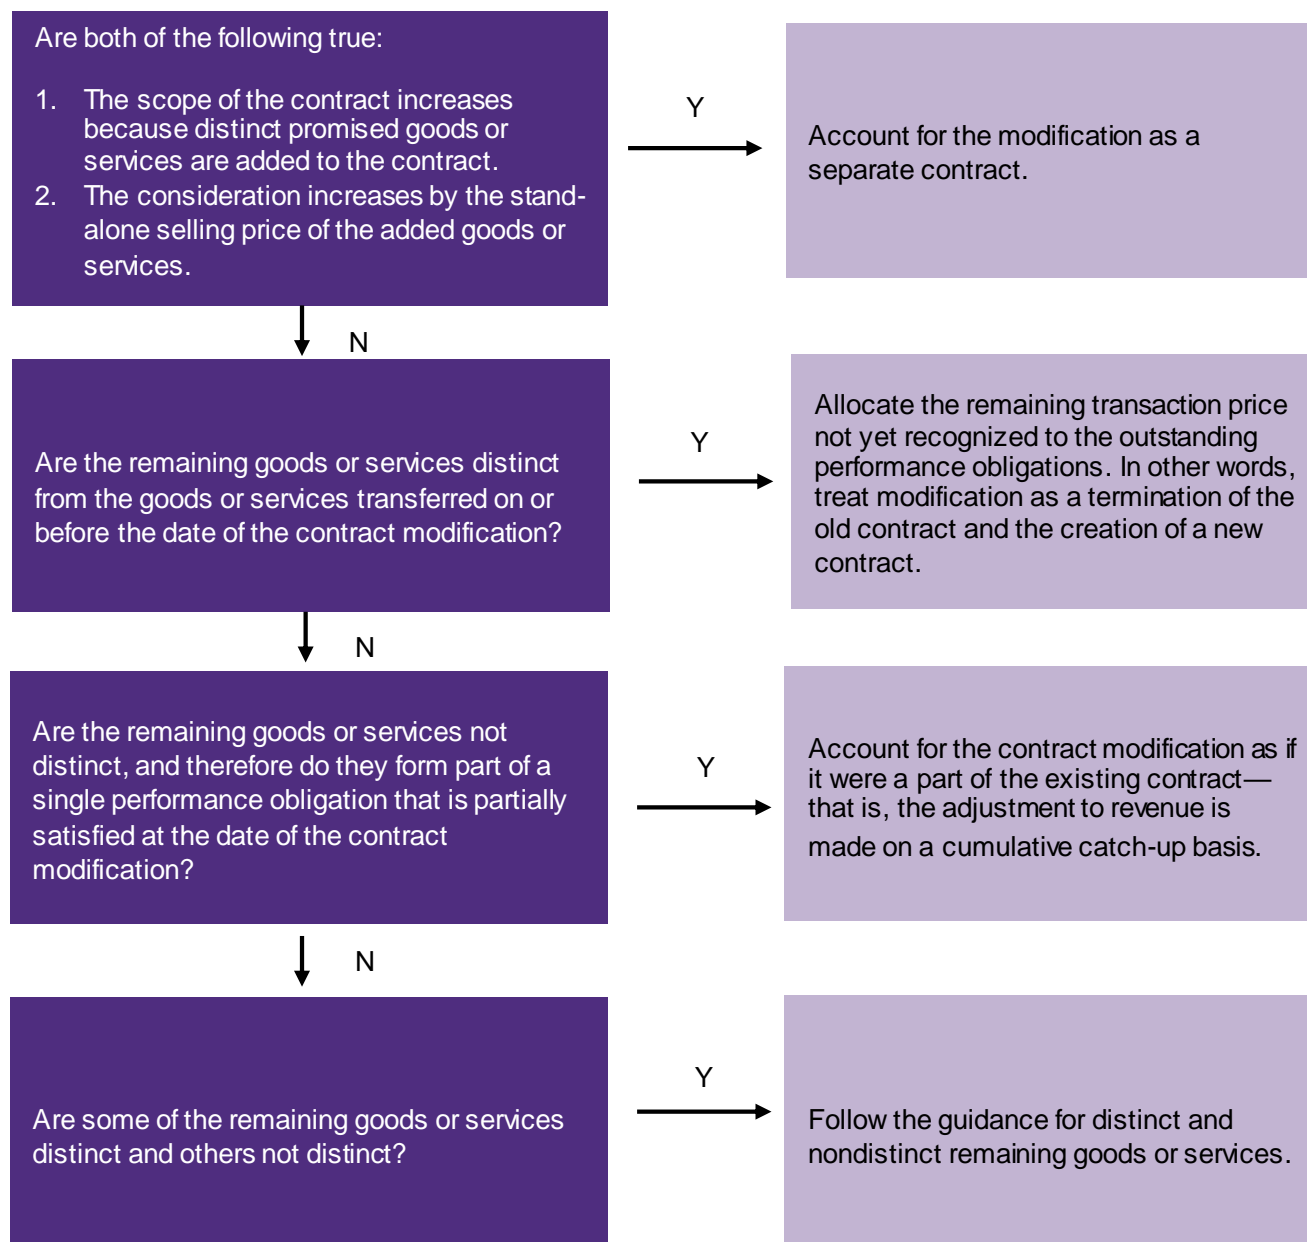 Are both of the following true:
1. The scope of the contract increases
because distinct promised goods or
services are added to the contract.
2. The consideration increases by the stand-
alone selling price of the added goods or
services.
Y
Account for the modification as a
separate contract.
N
Are the remaining goods or services distinct
from the goods or services transferred on or
before the date of the contract modification?
Y
Allocate the remaining transaction price
not yet recognized to the outstanding
performance obligations. In other words,
treat modification as a termination of the
old contract and the creation of a new
contract.
N
Are the remaining goods or services not
distinct, and therefore do they form part of a
single performance obligation that is partially
satisfied at the date of the contract
modification?
Y
Account for the contract modification as if
it were a part of the existing contract—
that is, the adjustment to revenue is
made on a cumulative catch-up basis.
N
Are some of the remaining goods or services
distinct and others not distinct?
Y
Follow the guidance for distinct and
nondistinct remaining goods or services.